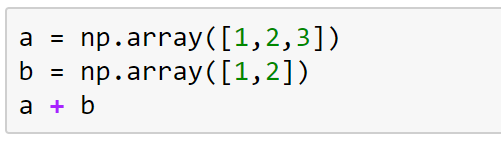 a = np.array([1,2,3])
b = np.array([1,2])
a + b